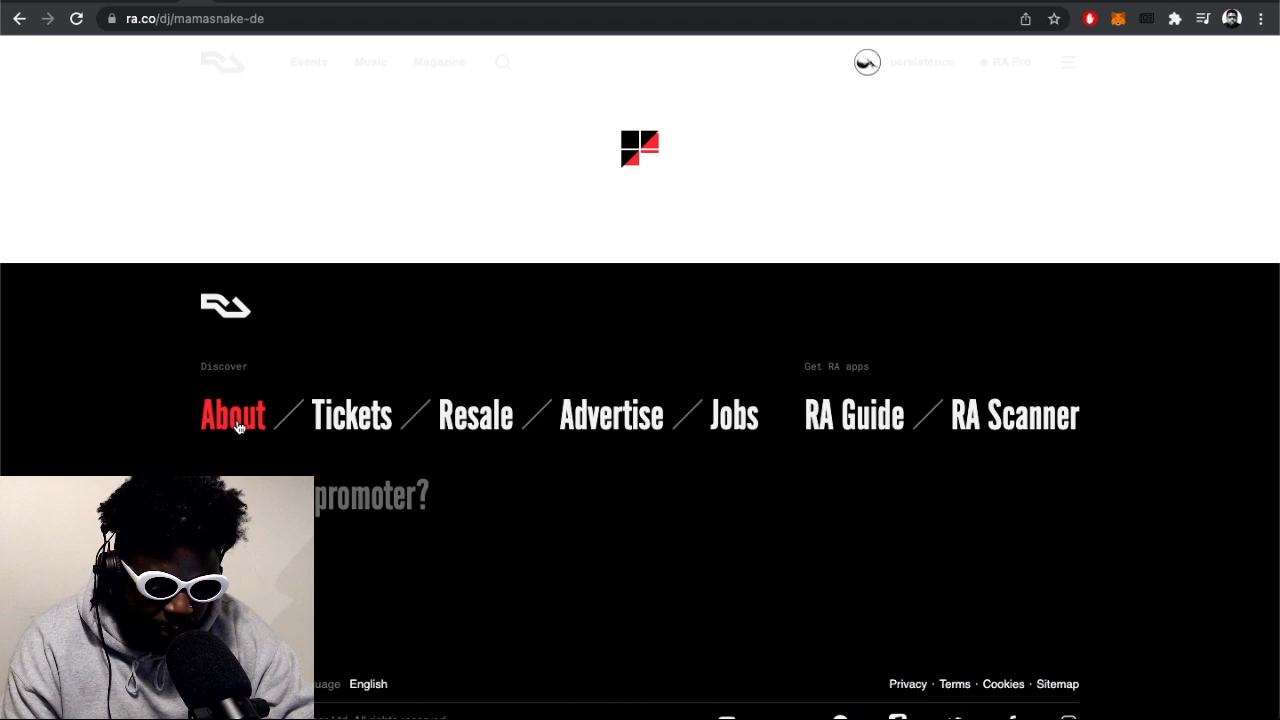 ra.co/dj/mamasnake-de
Events Music Magazine
persistence RA Pro
Discover
Get RA apps
About / Tickets / Resale / Advertise / Jobs
RA Guide / RA Scanner
promoter?
uage English
Privacy · Terms · Cookies · Sitemap